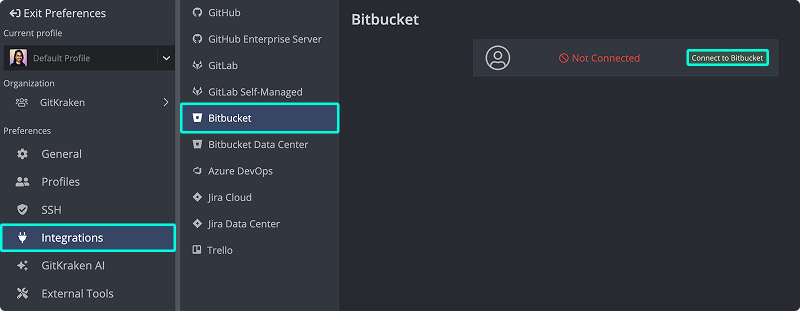 Exit Preferences
Current profile
Default Profile
Organization
GitKraken
Preferences
General
Profiles
SSH
Integrations
GitKraken AI
External Tools
GitHub
GitHub Enterprise Server
GitLab
GitLab Self-Managed
Bitbucket
Bitbucket Data Center
Azure DevOps
Jira Cloud
Jira Data Center
Trello
Bitbucket
Not Connected
Connect to Bitbucket